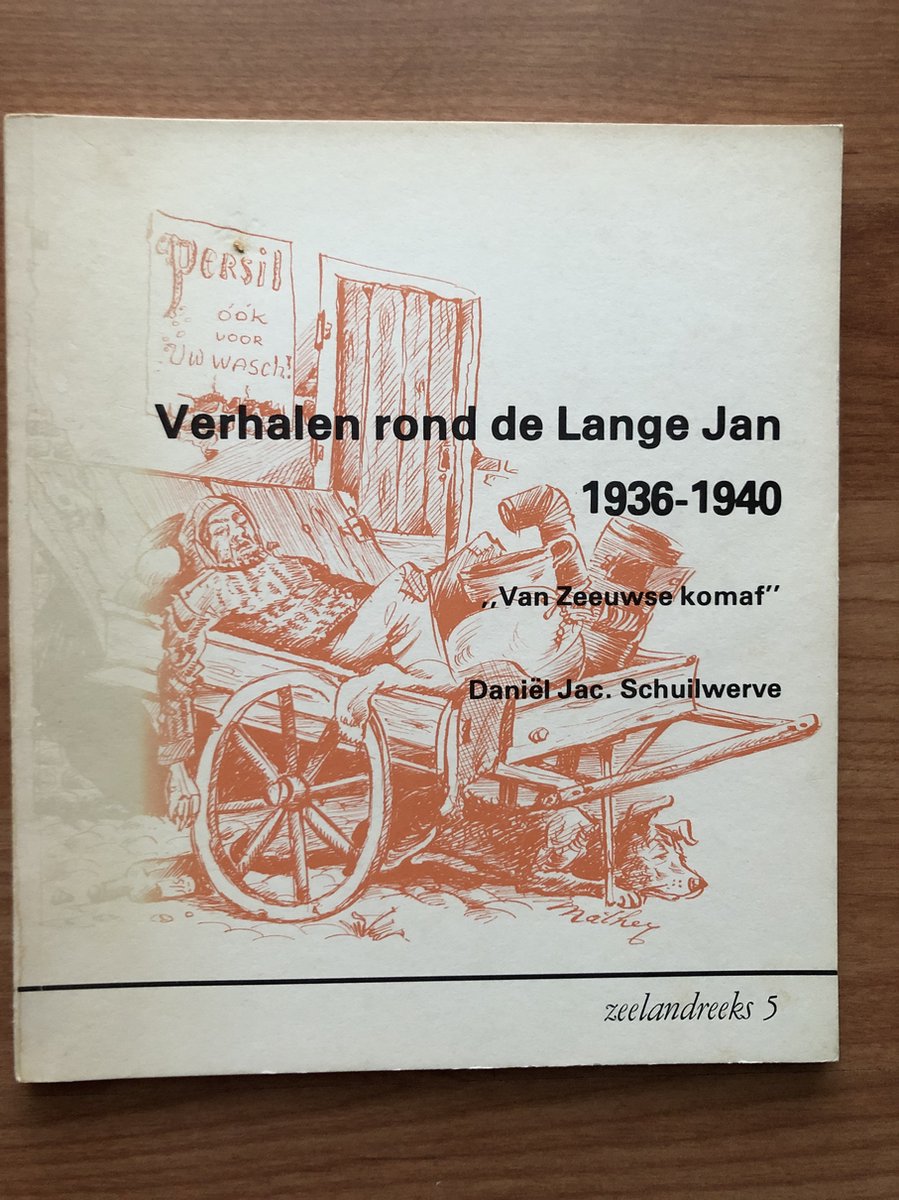 Persil
óók
voor
Uw wasch!
Verhalen rond de Lange Jan
1936-1940
,,Van Zeeuwse komaf"
Daniël Jac. Schuilwerve
Mathey
zeelandreeks 5